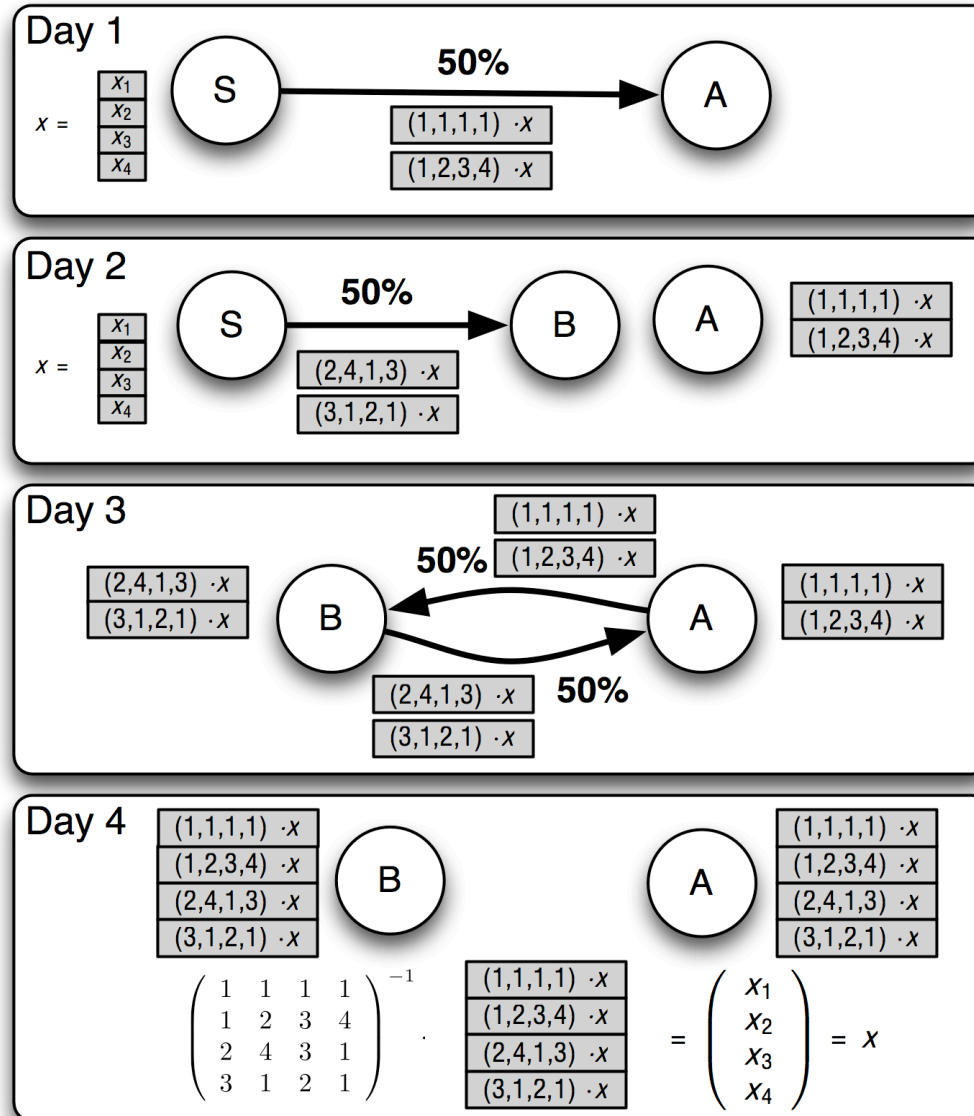 Day 1
x =
x₁
x₂
x₃
x₄
S
50%
(1,1,1,1) ·x
(1,2,3,4) ·x
A
Day 2
x =
x₁
x₂
x₃
x₄
S
50%
(2,4,1,3) ·x
(3,1,2,1) ·x
B
A
(1,1,1,1) ·x
(1,2,3,4) ·x
Day 3
(2,4,1,3) ·x
(3,1,2,1) ·x
B
(1,1,1,1) ·x
(1,2,3,4) ·x
50%
A
(1,1,1,1) ·x
(1,2,3,4) ·x
(2,4,1,3) ·x
(3,1,2,1) ·x
50%
Day 4
(1,1,1,1) ·x
(1,2,3,4) ·x
(2,4,1,3) ·x
(3,1,2,1) ·x
B
A
(1,1,1,1) ·x
(1,2,3,4) ·x
(2,4,1,3) ·x
(3,1,2,1) ·x
1 1 1 1
1 2 3 4
2 4 3 1
3 1 2 1
−1
·
(1,1,1,1) ·x
(1,2,3,4) ·x
(2,4,1,3) ·x
(3,1,2,1) ·x
=
x₁
x₂
x₃
x₄
= x